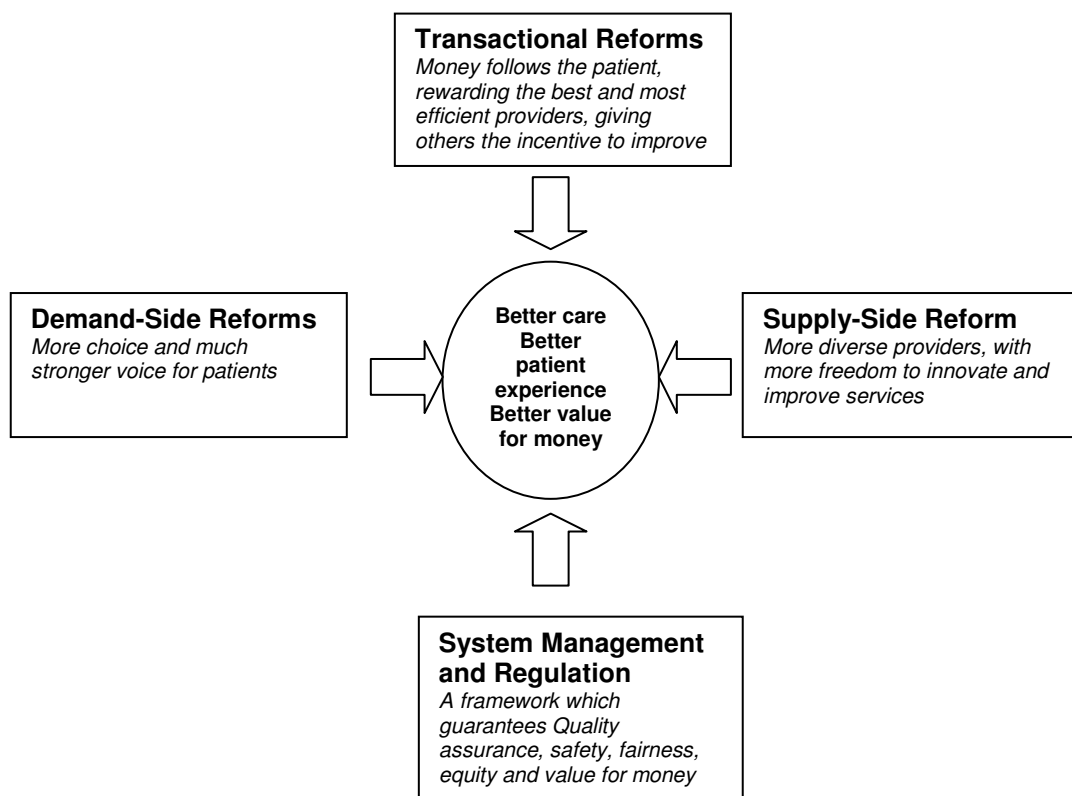 Transactional Reforms
Money follows the patient,
rewarding the best and most
efficient providers, giving
others the incentive to improve
Demand-Side Reforms
More choice and much
stronger voice for patients
Better care
Better
patient
experience
Better value
for money
Supply-Side Reform
More diverse providers, with
more freedom to innovate and
improve services
System Management
and Regulation
A framework which
guarantees Quality
assurance, safety, fairness,
equity and value for money